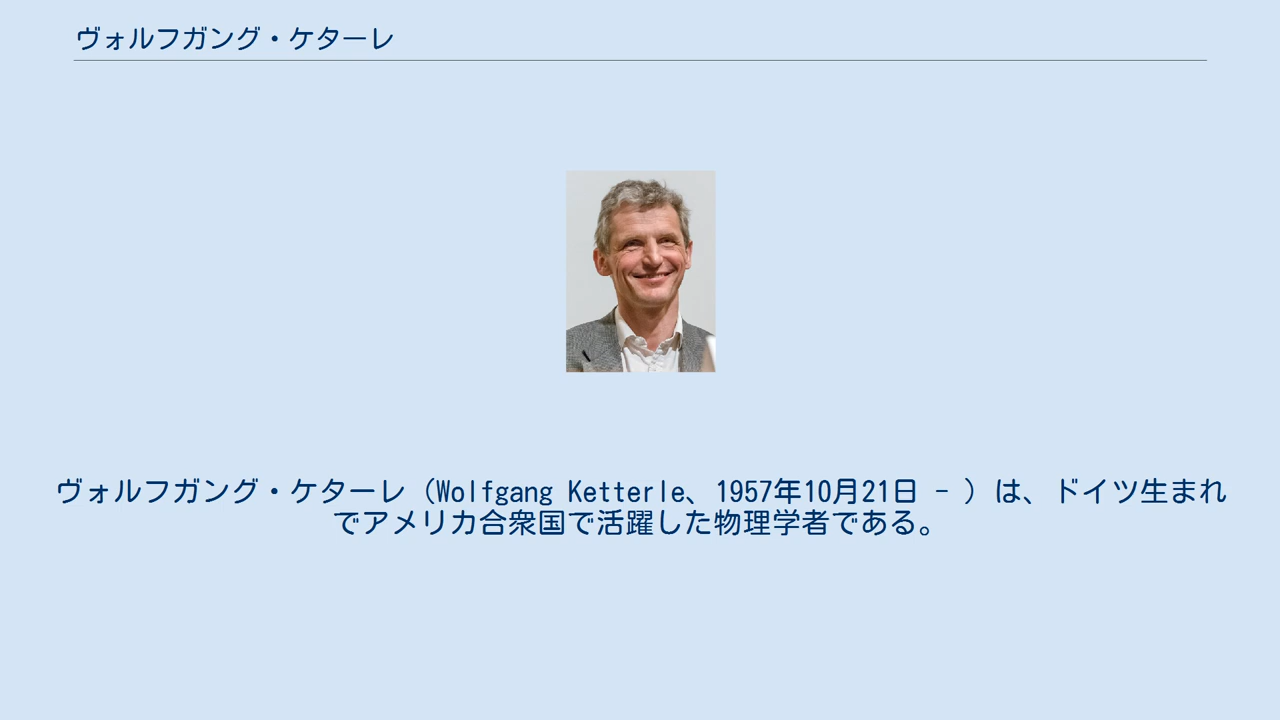 ヴォルフガング・ケターレ
ヴォルフガング・ケターレ（Wolfgang Ketterle、1957年10月21日 - ）は、ドイツ生まれ
でアメリカ合衆国で活躍した物理学者である。